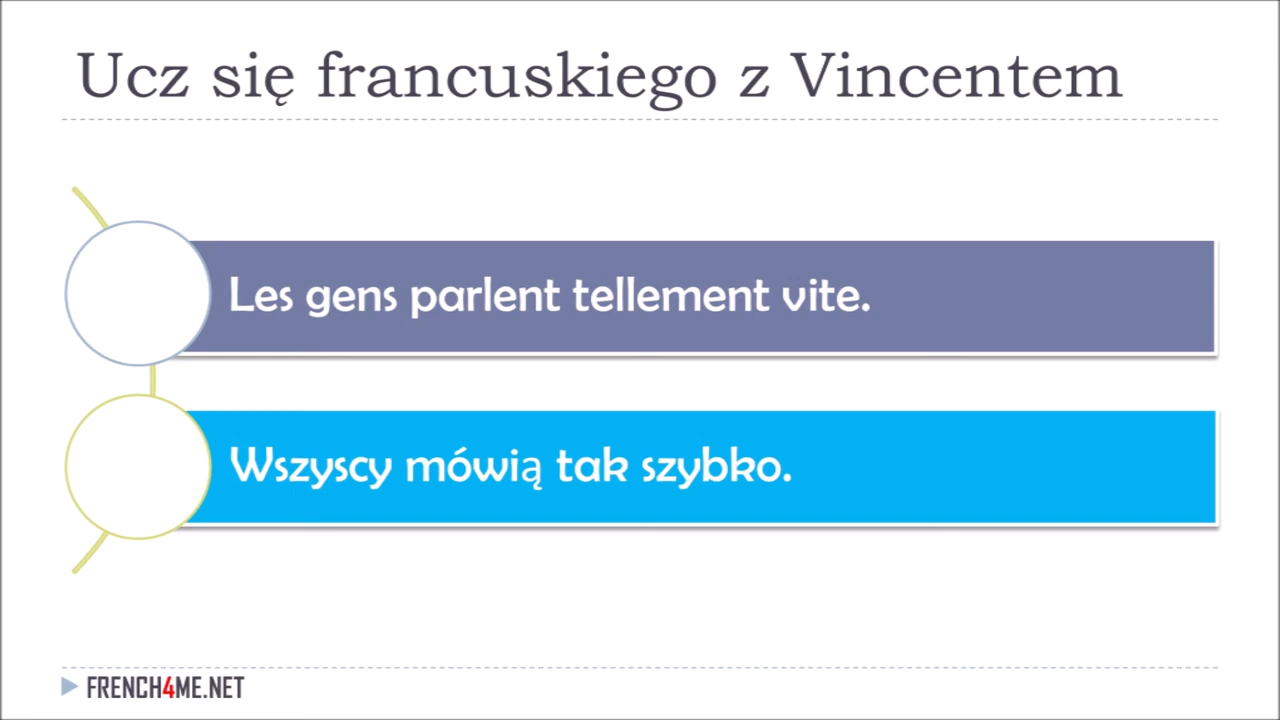 Ucz się francuskiego z Vincentem
Les gens parlent tellement vite.
Wszyscy mówią tak szybko.
FRENCH4ME.NET